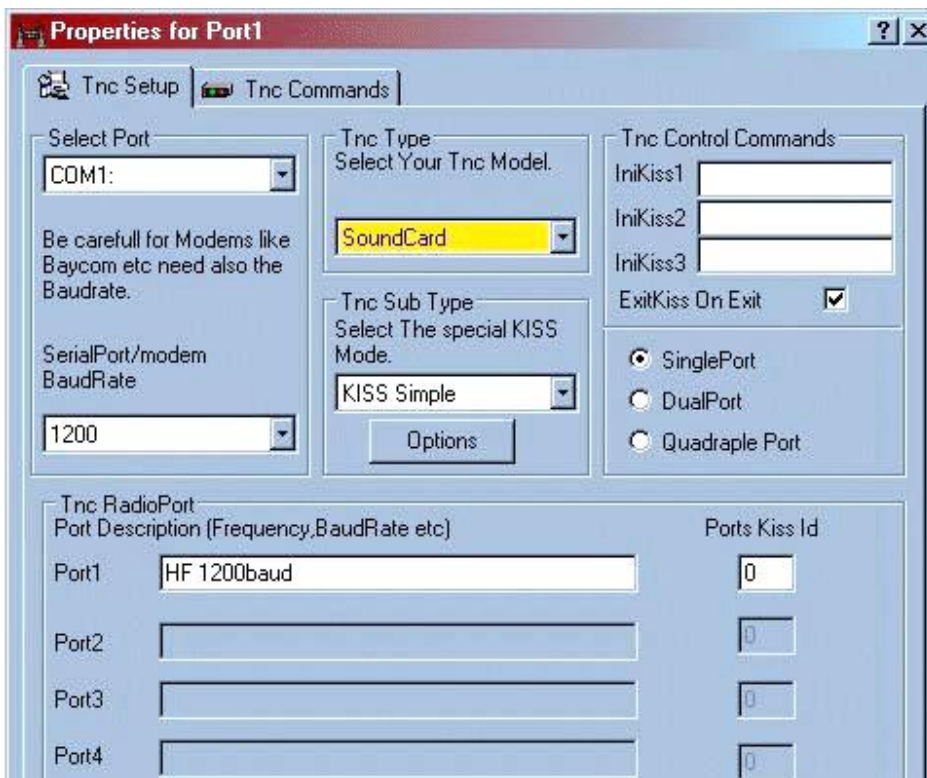 Properties for Port1
Tnc Setup
Tnc Commands
Select Port
COM1:
Be carefull for Modems like
Baycom etc need also the
Baudrate.
SerialPort/modem
BaudRate
1200
Tnc Type
Select Your Tnc Model.
SoundCard
Tnc Sub Type
Select The special KISS
Mode.
KISS Simple
Options
Tnc Control Commands
IniKiss1
IniKiss2
IniKiss3
ExitKiss On Exit
SinglePort
DualPort
Quadraple Port
Tnc RadioPort
Port Description (Frequency,BaudRate etc)
Ports Kiss Id
Port1 HF 1200baud 0
Port2 0
Port3 0
Port4 0